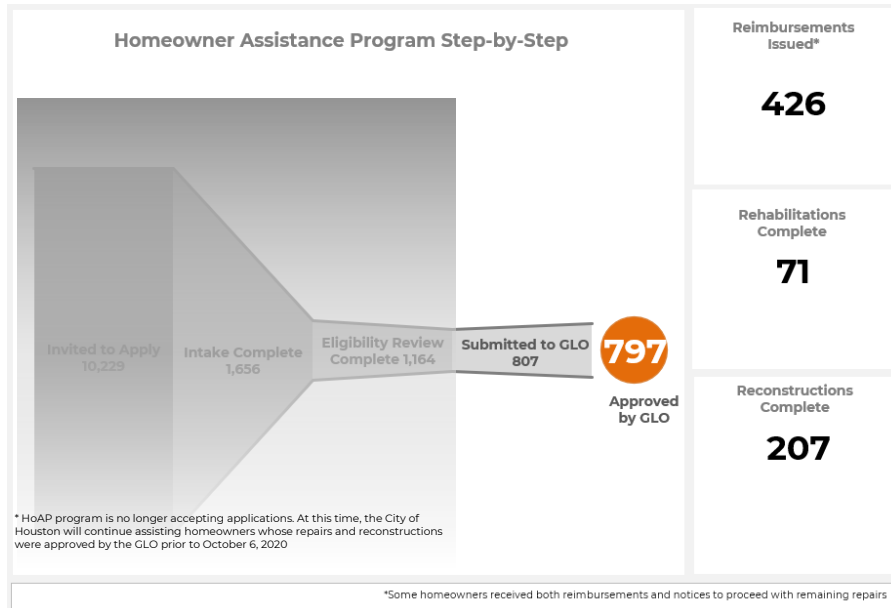 Homeowner Assistance Program Step-by-Step
Invited to Apply
10,229
Intake Complete
1,656
Eligibility Review
Complete 1,164
Submitted to GLO
807
797
Approved
by GLO
* HoAP program is no longer accepting applications. At this time, the City of
Houston will continue assisting homeowners whose repairs and reconstructions
were approved by the GLO prior to October 6, 2020
Reimbursements
Issued*
426
Rehabilitations
Complete
71
Reconstructions
Complete
207
*Some homeowners received both reimbursements and notices to proceed with remaining repairs